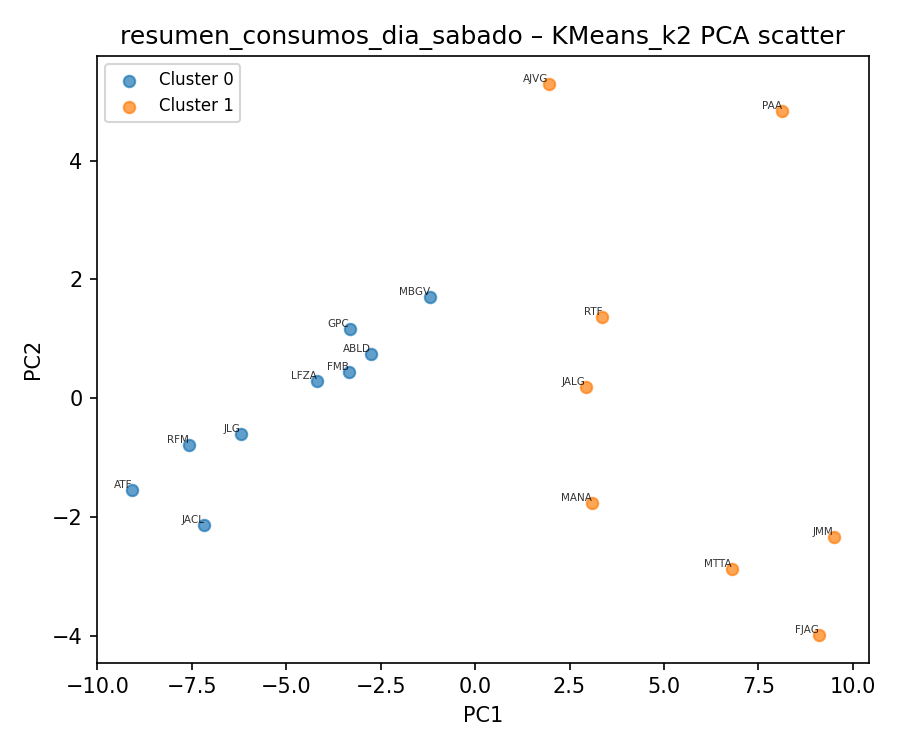 resumen_consumos_dia_sabado – KMeans_k2 PCA scatter
Cluster 0
Cluster 1
AJVG
PAA
MBGV
GPC
RTF
ABLD
FMB
LFZA
JALG
JLG
RFM
ATF
MANA
JACL
JMM
MTTA
FJAG
4
2
0
−2
−4
PC2
−10.0
−7.5
−5.0
−2.5
0.0
2.5
5.0
7.5
10.0
PC1